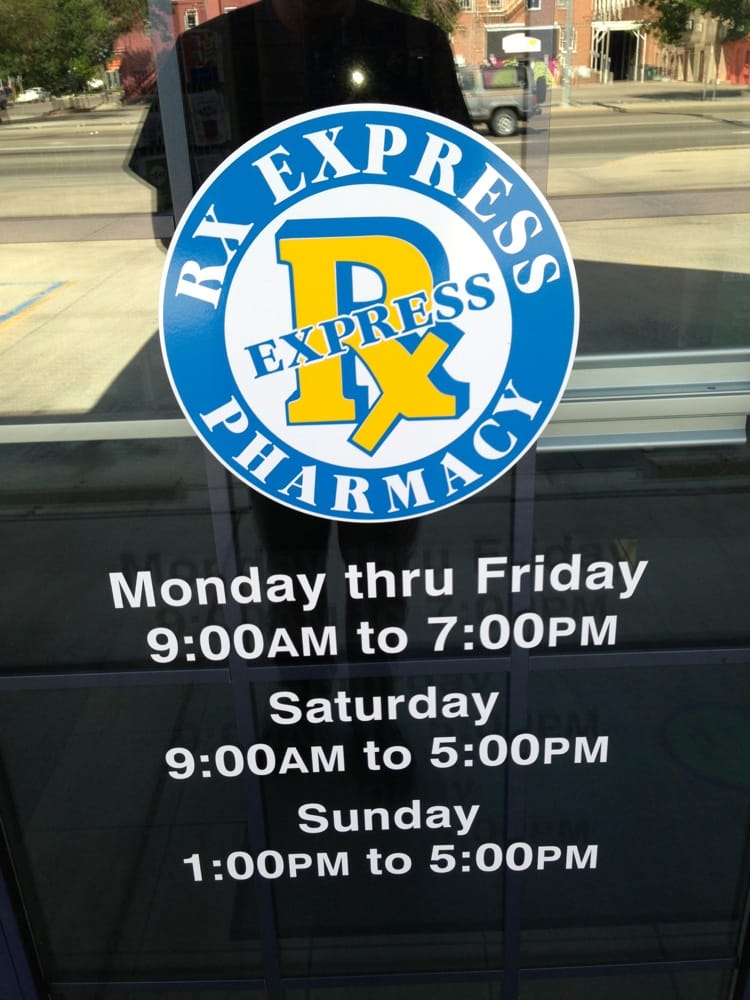 RX EXPRESS
Rx
EXPRESS
PHARMACY
Monday thru Friday
9:00AM to 7:00PM
Saturday
9:00AM to 5:00PM
Sunday
1:00PM to 5:00PM